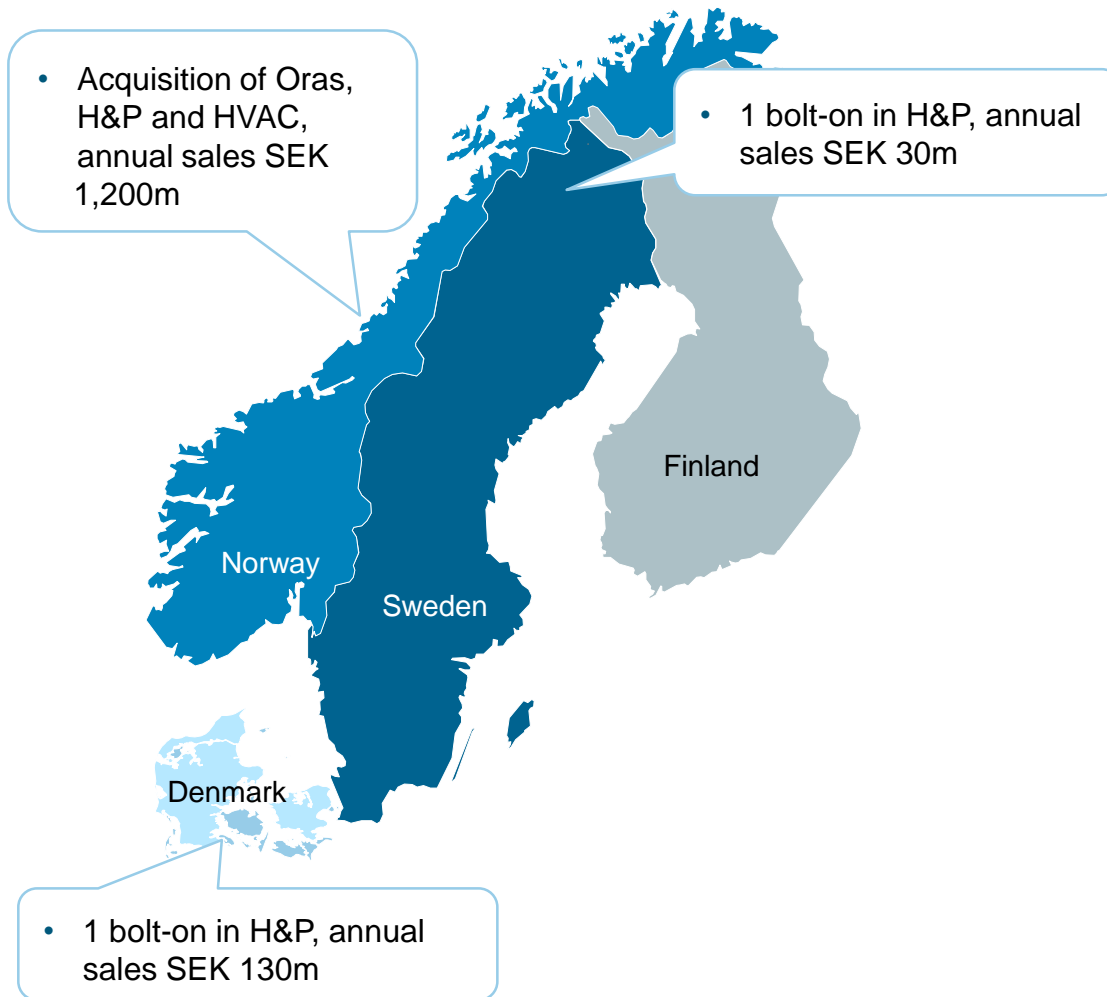 • Acquisition of Oras,
H&P and HVAC,
annual sales SEK
1,200m
• 1 bolt-on in H&P, annual
sales SEK 30m
Finland
Norway
Sweden
Denmark
• 1 bolt-on in H&P, annual
sales SEK 130m